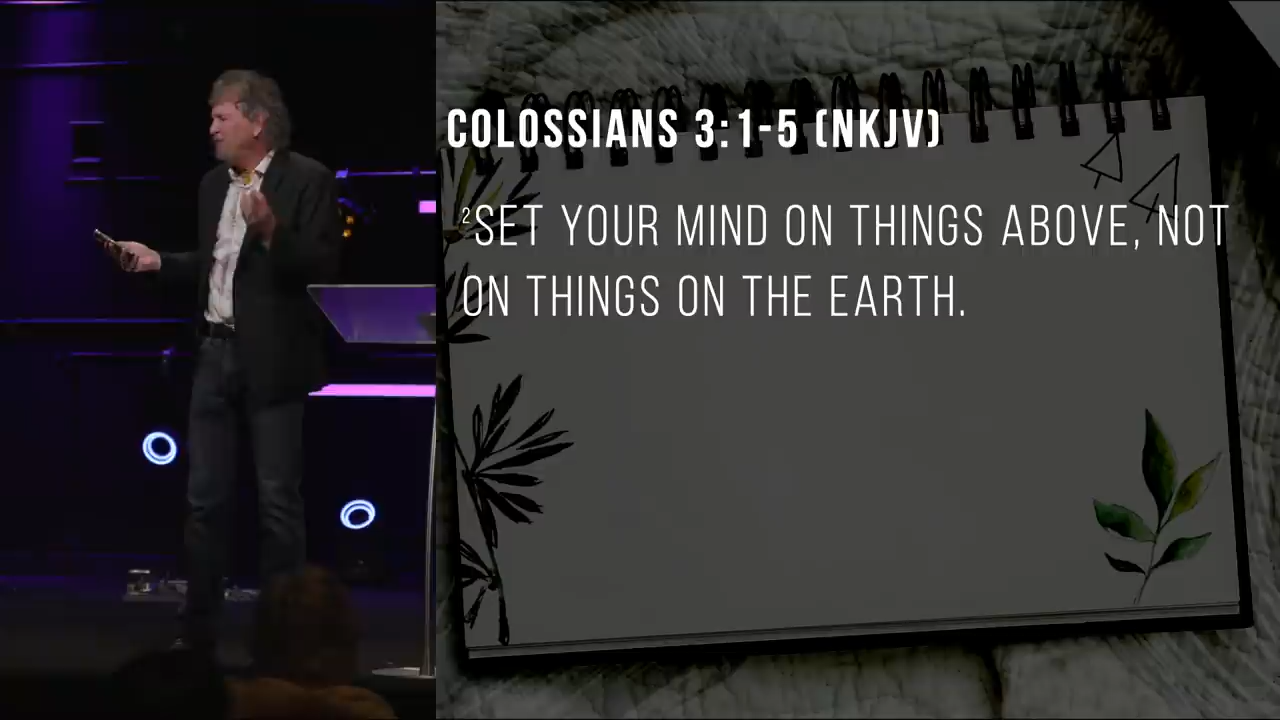 COLOSSIANS 3:1-5 (NKJV)
²SET YOUR MIND ON THINGS ABOVE, NOT
ON THINGS ON THE EARTH.